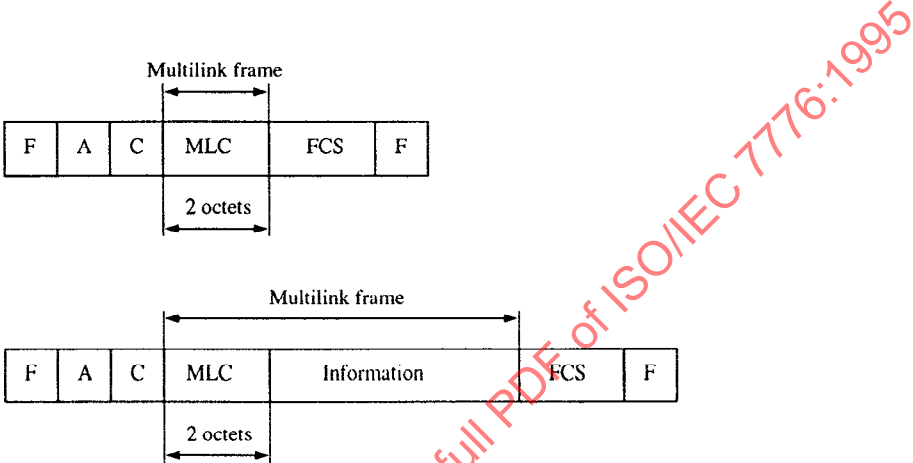 Multilink frame
F A C MLC FCS F
2 octets
Multilink frame
F A C MLC Information FCS F
2 octets
full PDF of ISO/IEC 7776:1995